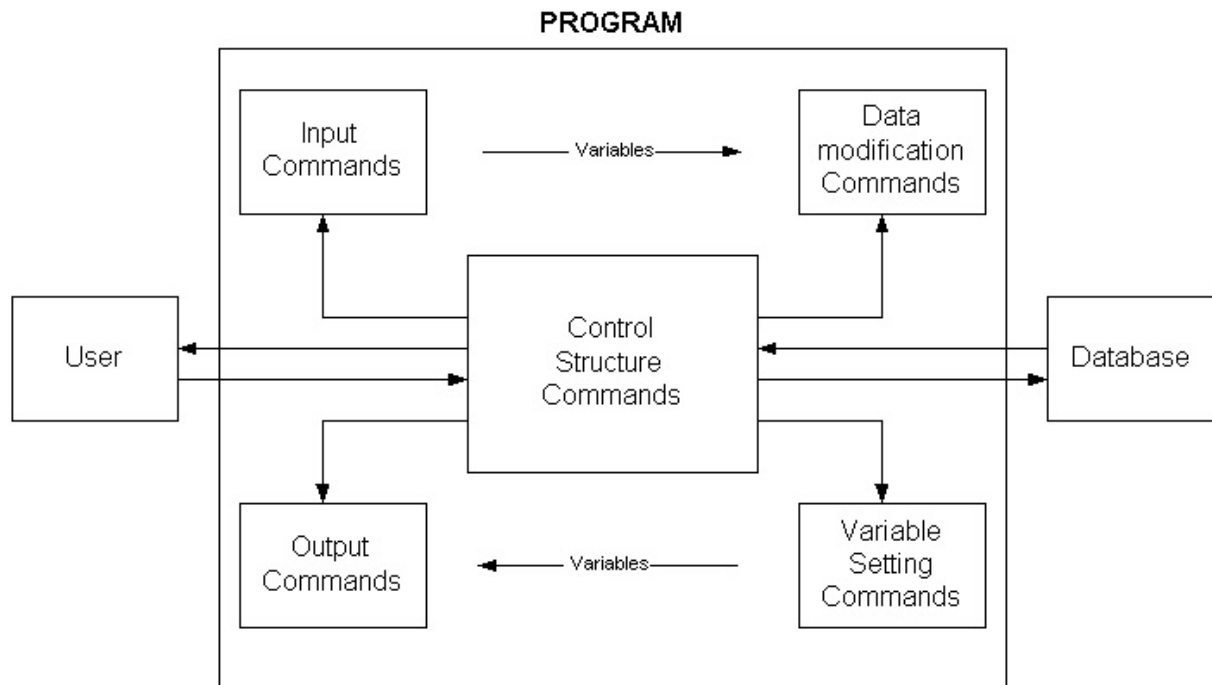 PROGRAM
Input
Commands
Variables
Data
modification
Commands
User
Control
Structure
Commands
Database
Output
Commands
Variables
Variable
Setting
Commands